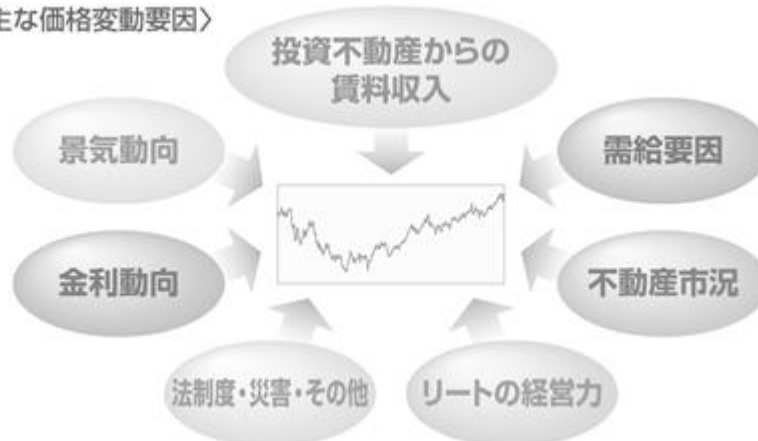 主な価格変動要因〉
投資不動産からの
賃料収入
景気動向
需給要因
金利動向
不動産市況
法制度・災害・その他
リートの経営力